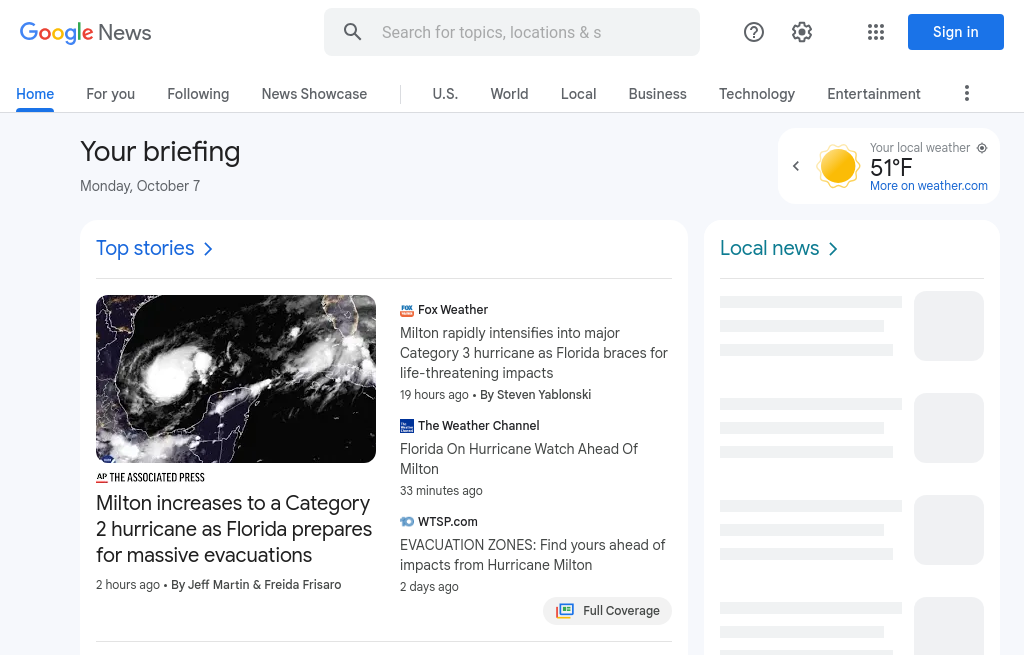 Google News
Search for topics, locations & s
Sign in
Home
For you
Following
News Showcase
U.S.
World
Local
Business
Technology
Entertainment
Your briefing
Monday, October 7
Your local weather
51°F
More on weather.com
Top stories
AP THE ASSOCIATED PRESS
Milton increases to a Category
2 hurricane as Florida prepares
for massive evacuations
2 hours ago • By Jeff Martin & Freida Frisaro
Fox Weather
Milton rapidly intensifies into major
Category 3 hurricane as Florida braces for
life-threatening impacts
19 hours ago • By Steven Yablonski
The Weather Channel
Florida On Hurricane Watch Ahead Of
Milton
33 minutes ago
WTSP.com
EVACUATION ZONES: Find yours ahead of
impacts from Hurricane Milton
2 days ago
Full Coverage
Local news